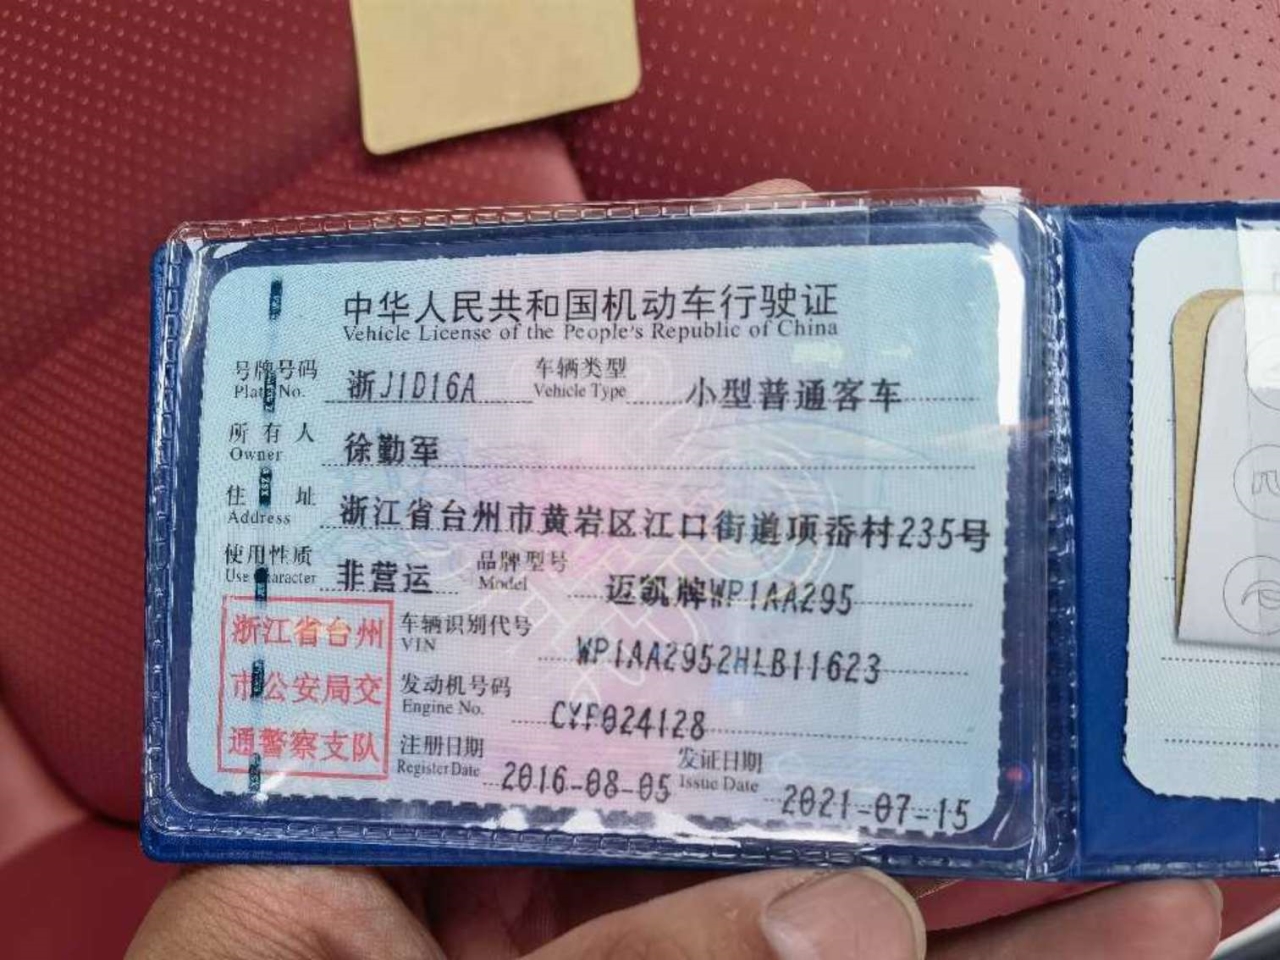 中华人民共和国机动车行驶证
Vehicle License of the People's Republic of China
号牌号码 浙J1D16A 车辆类型 小型普通客车
Plate No. Vehicle Type
所有人 徐勤军
Owner
住址 浙江省台州市黄岩区江口街道项岙村235号
Address
使用性质 非营运 品牌型号 迈凯牌WP1AA295
Use Character Model
浙江省台州
市公安局交
通警察支队
车辆识别代号 WP1AA2952HLB11623
VIN
发动机号码 CYF024128
Engine No.
注册日期 2016-08-05 发证日期 2021-07-15
Register Date Issue Date